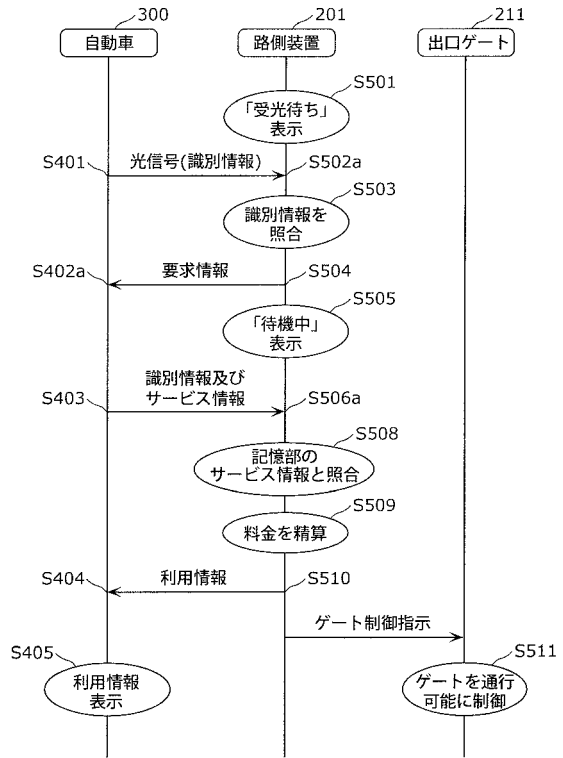 300
201
211
自動車
路側装置
出口ゲート
S501
「受光待ち」
表示
S401
光信号(識別情報)
S502a
S503
識別情報を
照合
S402a
要求情報
S504
S505
「待機中」
表示
識別情報及び
サービス情報
S403
S506a
S508
記憶部の
サービス情報と照合
S509
料金を精算
S404
利用情報
S510
ゲート制御指示
S405
利用情報
表示
S511
ゲートを通行
可能に制御